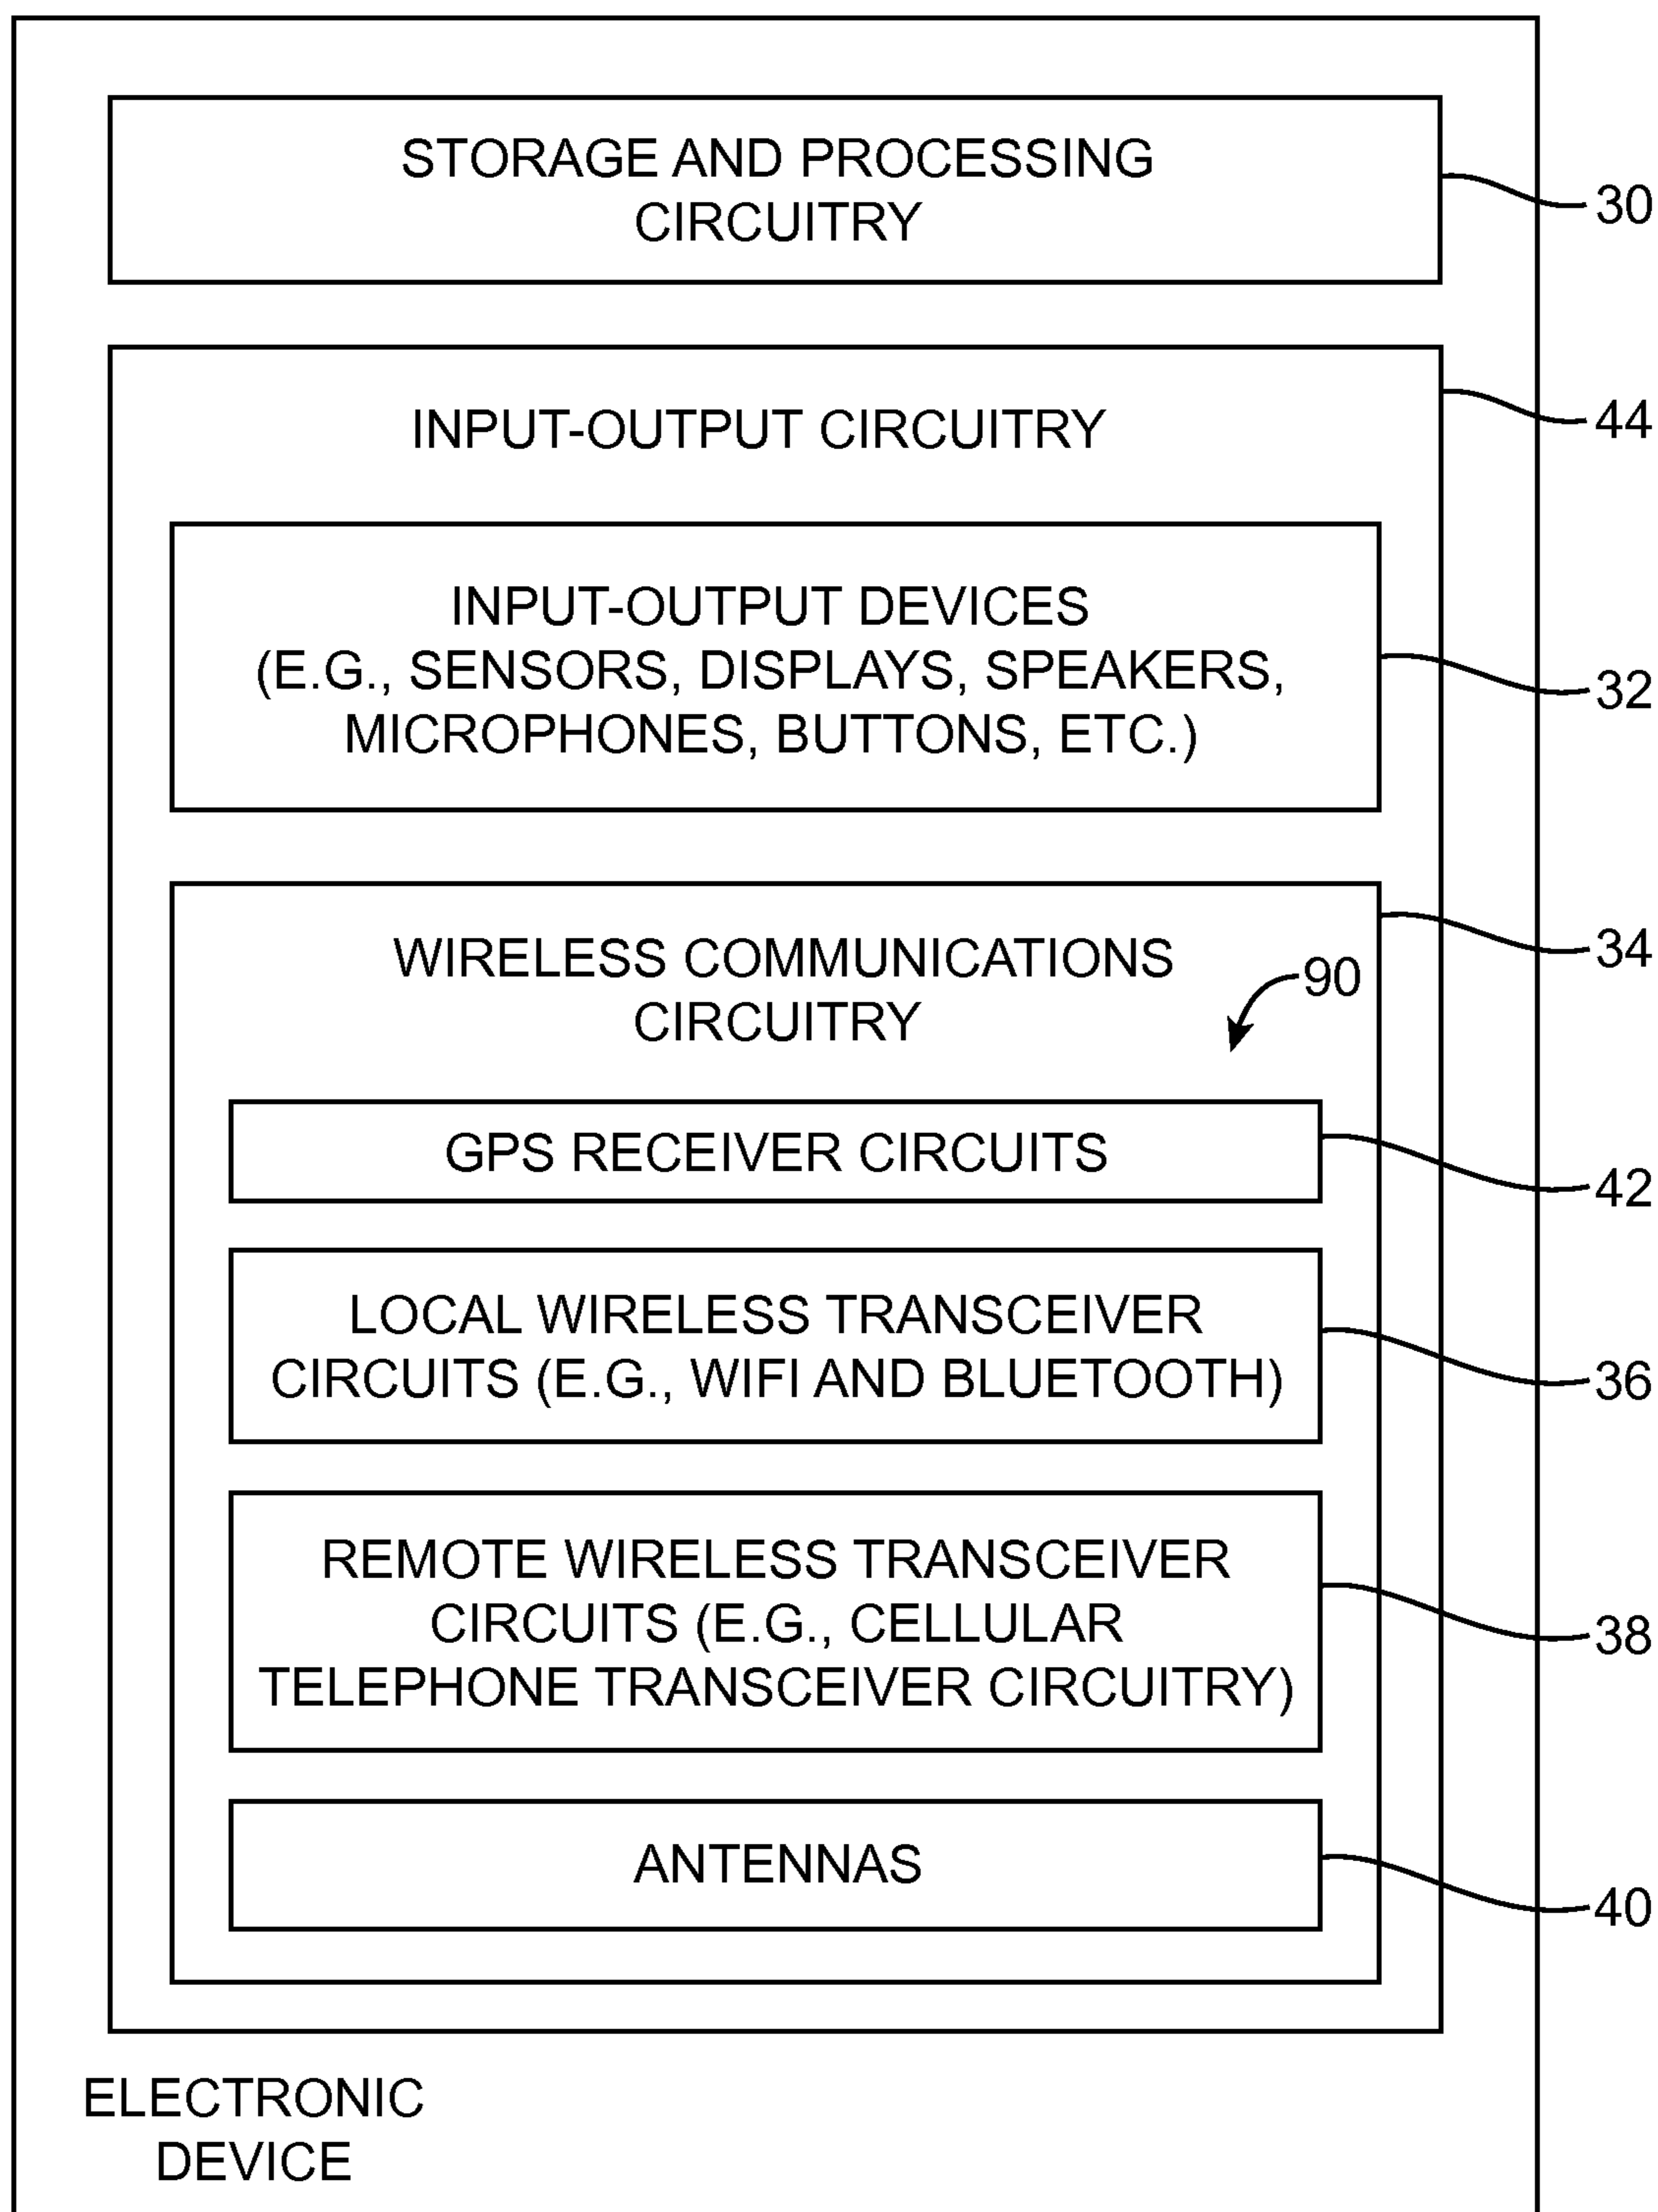 STORAGE AND PROCESSING
CIRCUITRY
30
INPUT-OUTPUT CIRCUITRY
44
INPUT-OUTPUT DEVICES
(E.G., SENSORS, DISPLAYS, SPEAKERS,
MICROPHONES, BUTTONS, ETC.)
32
WIRELESS COMMUNICATIONS
CIRCUITRY
34
90
GPS RECEIVER CIRCUITS
42
LOCAL WIRELESS TRANSCEIVER
CIRCUITS (E.G., WIFI AND BLUETOOTH)
36
REMOTE WIRELESS TRANSCEIVER
CIRCUITS (E.G., CELLULAR
TELEPHONE TRANSCEIVER CIRCUITRY)
38
ANTENNAS
40
ELECTRONIC
DEVICE